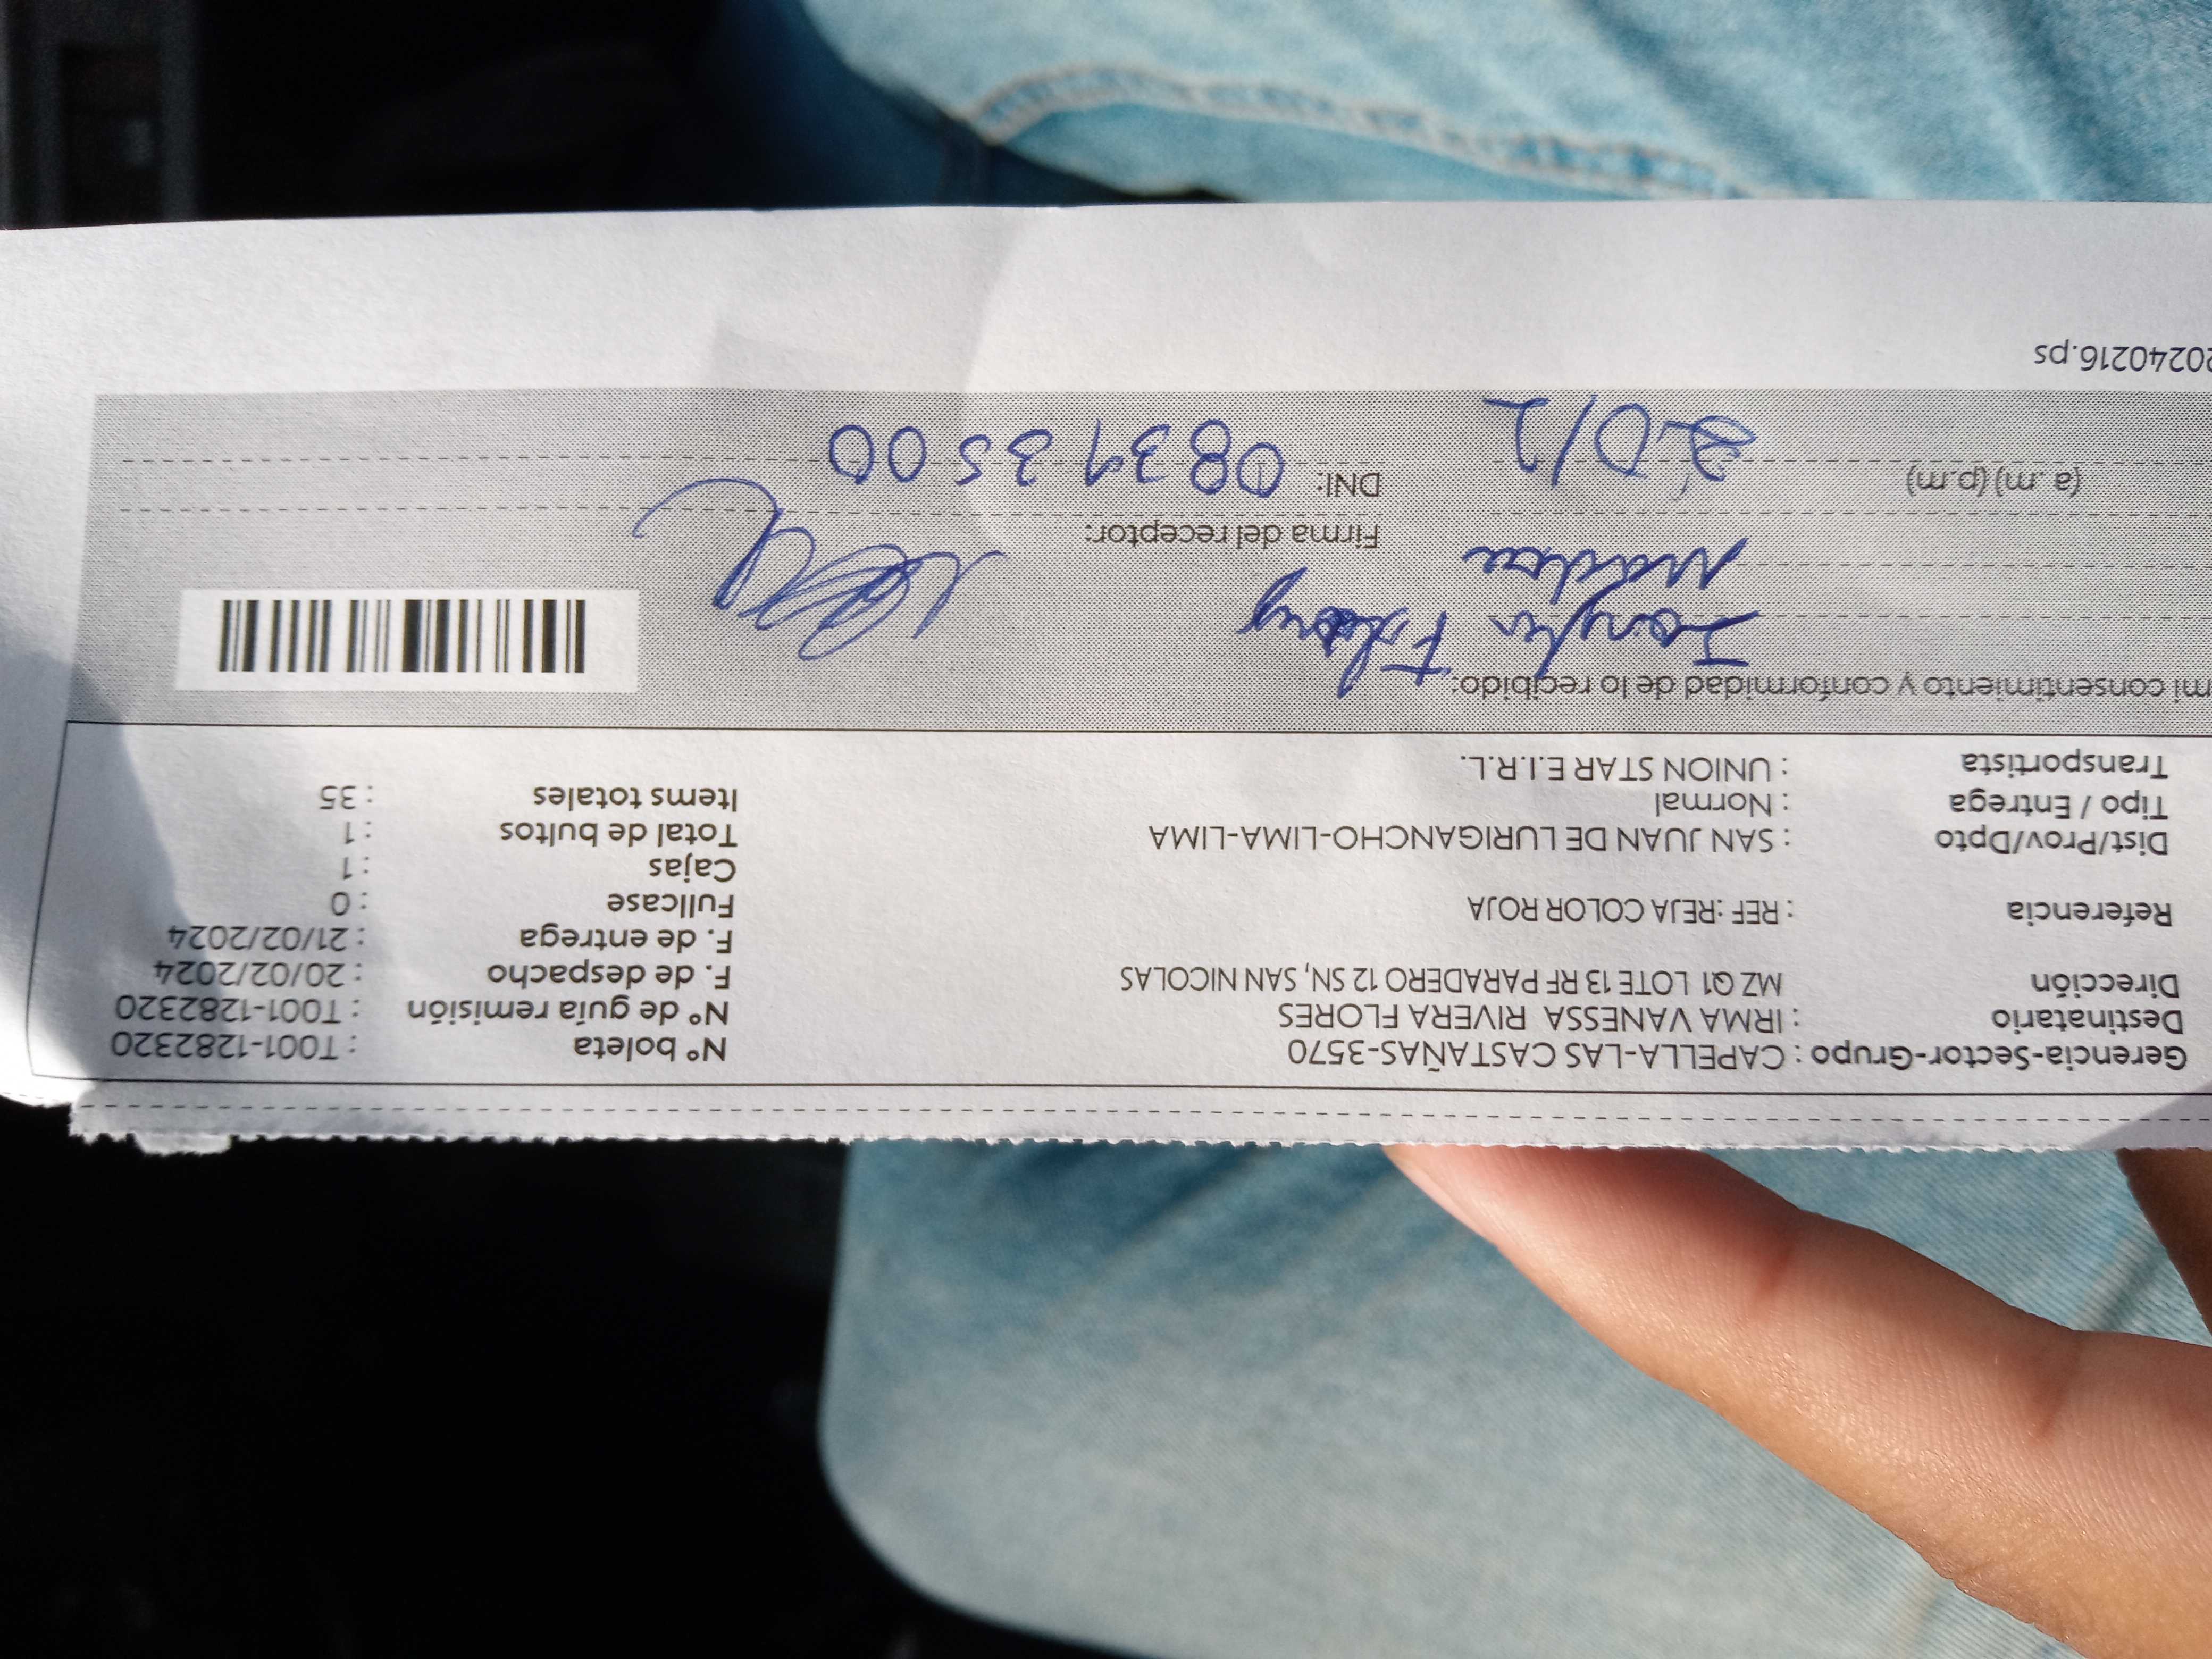 Gerencia-Sector-Grupo : CAPELLA-LAS CASTAÑAS-3570
Destinatario : IRMA VANESSA RIVERA FLORES
Dirección MZ Q1 LOTE 13 RF PARADERO 12 SN, SAN NICOLAS
Referencia : REF: REJA COLOR ROJA
Dist/Prov/Dpto : SAN JUAN DE LURIGANCHO-LIMA-LIMA
Tipo / Entrega : Normal
Transportista : UNION STAR E.I.R.L.
N° boleta : T001-1282320
N° de guía remisión : T001-1282320
F. de despacho : 20/02/2024
F. de entrega : 21/02/2024
Fullcase : 0
Cajas : 1
Total de bultos : 1
Items totales : 35
mi consentimiento y conformidad de lo recibido:
Firma del receptor:
(a .m) (p.m)
DNI:
20240216.ps